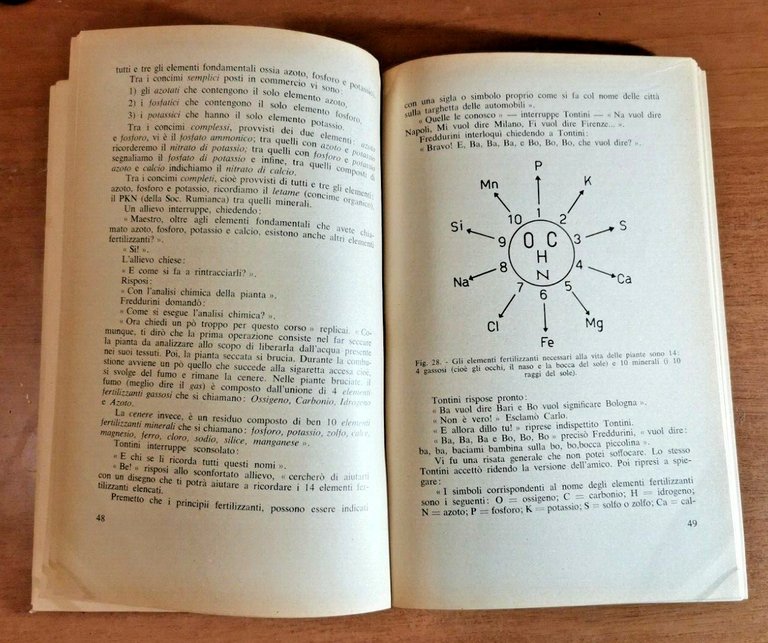 tutti e tre gli elementi fondamentali ossia azoto, fosforo e potassio,
Tra i concimi semplici posti in commercio vi sono:
1) gli azotati che contengono il solo elemento azoto,
2) i fosfatici che contengono il solo elemento fosforo,
3) i potassici che hanno il solo elemento potassio.
Tra i concimi complessi, provvisti dei due elementi: azoto
e fosforo, vi è il fosfato ammonico; tra quelli con azoto e potassio
ricorderemo il nitrato di potassio; tra quelli con fosforo e potassio
segnaliamo il fosfato di potassio e infine, tra quelli composti di
azoto e calcio indichiamo il nitrato di calcio.
Tra i concimi completi, cioè provvisti di tutti e tre gli elementi:
azoto, fosforo e potassio, ricordiamo il letame (concime organico),
il PKN (della Soc. Rumianca) tra quelli minerali.
Un allievo interruppe, chiedendo:
« Maestro, oltre agli elementi fondamentali che avete chia-
mato azoto, fosforo, potassio e calcio, esistono anche altri elementi
fertilizzanti? ».
« Si! ».
L'allievo chiese:
« E come si fa a rintracciarli? ».
Risposi:
« Con l'analisi chimica della pianta ».
Freddurini domandò:
« Come si esegue l'analisi chimica? ».
« Ora chiedi un pò troppo per questo corso » replicai. « Co-
munque, ti dirò che la prima operazione consiste nel far seccare
la pianta da analizzare allo scopo di liberarla dall'acqua presente
nei suoi tessuti. Poi, la pianta seccata si brucia. Durante la combu-
stione avviene un pò quello che succede alla sigaretta accesa cioè,
si svolge del fumo e rimane la cenere. Nelle piante bruciate, il
fumo (meglio dire il gas) è composto dall'unione di 4 elementi
fertilizzanti gassosi che si chiamano: Ossigeno, Carbonio, Idrogeno
e Azoto.
La cenere invece, è un residuo composto di ben 10 elementi
fertilizzanti minerali che si chiamano: fosforo, potassio, zolfo, calce,
magnesio, ferro, cloro, sodio, silice, manganese ».
Tontini interruppe sconsolato:
« E chi se li ricorda tutti questi nomi ».
« Be! » risposi allo sconfortato allievo, « cercherò di aiutarti
con un disegno che ti potrà aiutare a ricordare i 14 elementi fer-
tilizzanti elencati.
Premetto che i principii fertilizzanti, possono essere indicati
48
con una sigla o simbolo proprio come si fa col nome delle città
sulla targhetta delle automobili ».
« Quelle le conosco » — interruppe Tontini — « Na vuol dire
Napoli, Mi vuol dire Milano, Fi vuol dire Firenze... ».
Freddurini interloquì chiedendo a Tontini:
« Bravo! E, Ba, Ba, Ba, e Bo, Bo, Bo, che vuol dire? ».
P
Mn
K
10 1 2
Si
9
O C
3
S
H
8
N
4
Na
Ca
7 6 5
Cl
Mg
Fe
Fig. 28. - Gli elementi fertilizzanti necessari alla vita delle piante sono 14:
4 gassosi (cioè gli occhi, il naso e la bocca del sole) e 10 minerali (i 10
raggi del sole).
Tontini rispose pronto:
« Ba vuol dire Bari e Bo vuol significare Bologna ».
« Non è vero! » Esclamò Carlo.
« E allora dillo tu! » riprese indispettito Tontini.
« Ba, Ba, Ba e Bo, Bo, Bo » precisò Freddurini, « vuol dire:
ba, ba, baciami bambina sulla bo, bo,bocca piccolina ».
Vi fu una risata generale che non potei soffocare. Lo stesso
Tontini accettò ridendo la versione dell'amico. Poi ripresi a spie-
gare:
« I simboli corrispondenti al nome degli elementi fertilizzanti
sono i seguenti: O = ossigeno; C = carbonio; H = idrogeno;
N = azoto; P = fosforo; K = potassio; S = solfo o zolfo; Ca = cal-
49